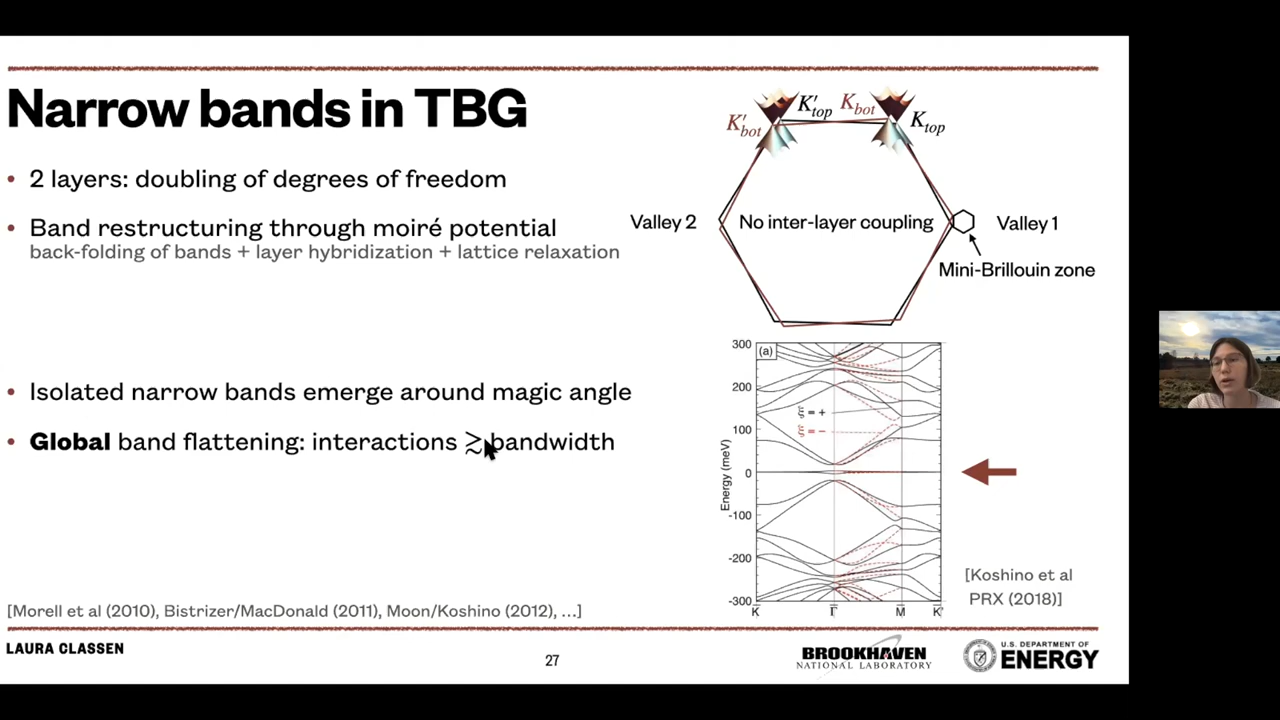 Narrow bands in TBG
• 2 layers: doubling of degrees of freedom
• Band restructuring through moiré potential
back-folding of bands + layer hybridization + lattice relaxation
• Isolated narrow bands emerge around magic angle
• Global band flattening: interactions ≳ bandwidth
[Morell et al (2010), Bistrizer/MacDonald (2011), Moon/Koshino (2012), ...]
K'bot
K'top
Kbot
Ktop
Valley 2
No inter-layer coupling
Valley 1
Mini-Brillouin zone
(a)
Energy (meV)
300
200
100
0
-100
-200
-300
ξ = +
ξ = −
K̄
Γ̄
M̄
K̄'
[Koshino et al
PRX (2018)]
LAURA CLASSEN
27
BROOKHAVEN
NATIONAL LABORATORY
U.S. DEPARTMENT OF
ENERGY